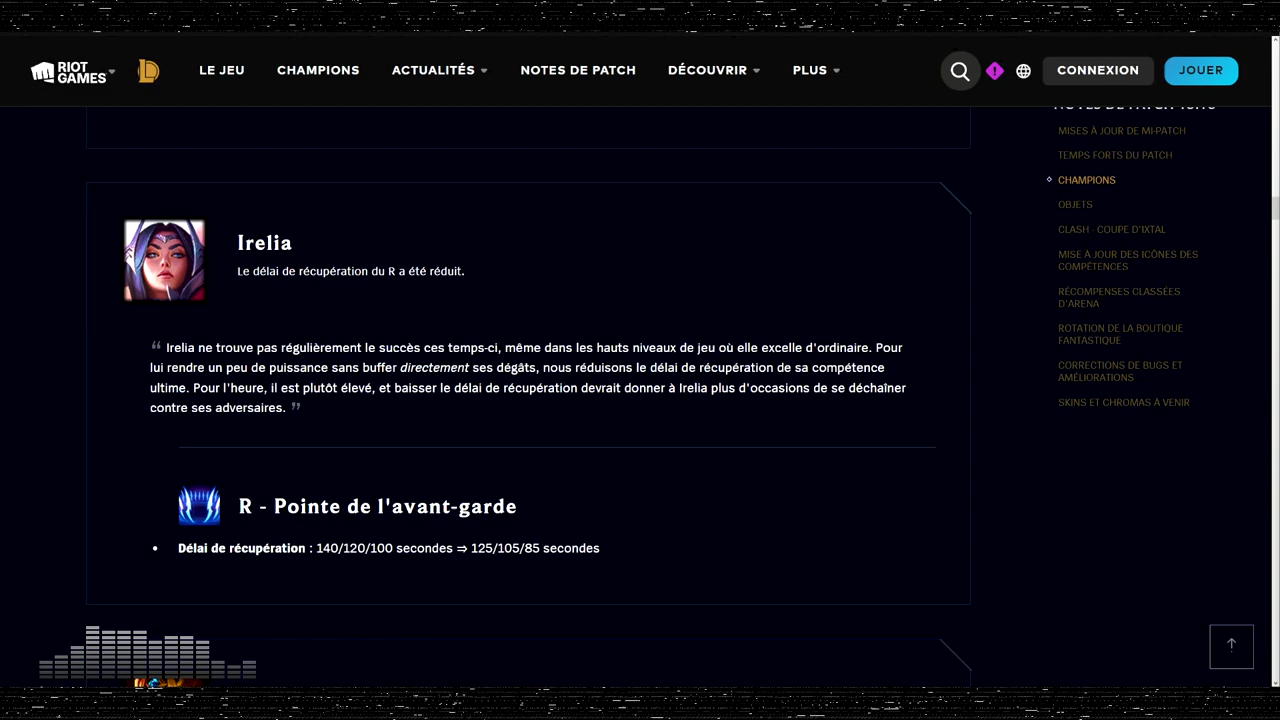 RIOT GAMES
LE JEU
CHAMPIONS
ACTUALITÉS
NOTES DE PATCH
DÉCOUVRIR
PLUS
CONNEXION
JOUER
MISES À JOUR DE MI-PATCH
TEMPS FORTS DU PATCH
CHAMPIONS
OBJETS
CLASH - COUPE D'IXTAL
MISE À JOUR DES ICÔNES DES
COMPÉTENCES
RÉCOMPENSES CLASSÉES
D'ARENA
ROTATION DE LA BOUTIQUE
FANTASTIQUE
CORRECTIONS DE BUGS ET
AMÉLIORATIONS
SKINS ET CHROMAS À VENIR
Irelia
Le délai de récupération du R a été réduit.
“ Irelia ne trouve pas régulièrement le succès ces temps-ci, même dans les hauts niveaux de jeu où elle excelle d'ordinaire. Pour
lui rendre un peu de puissance sans buffer directement ses dégâts, nous réduisons le délai de récupération de sa compétence
ultime. Pour l'heure, il est plutôt élevé, et baisser le délai de récupération devrait donner à Irelia plus d'occasions de se déchaîner
contre ses adversaires. ”
R - Pointe de l'avant-garde
• Délai de récupération : 140/120/100 secondes ⇒ 125/105/85 secondes